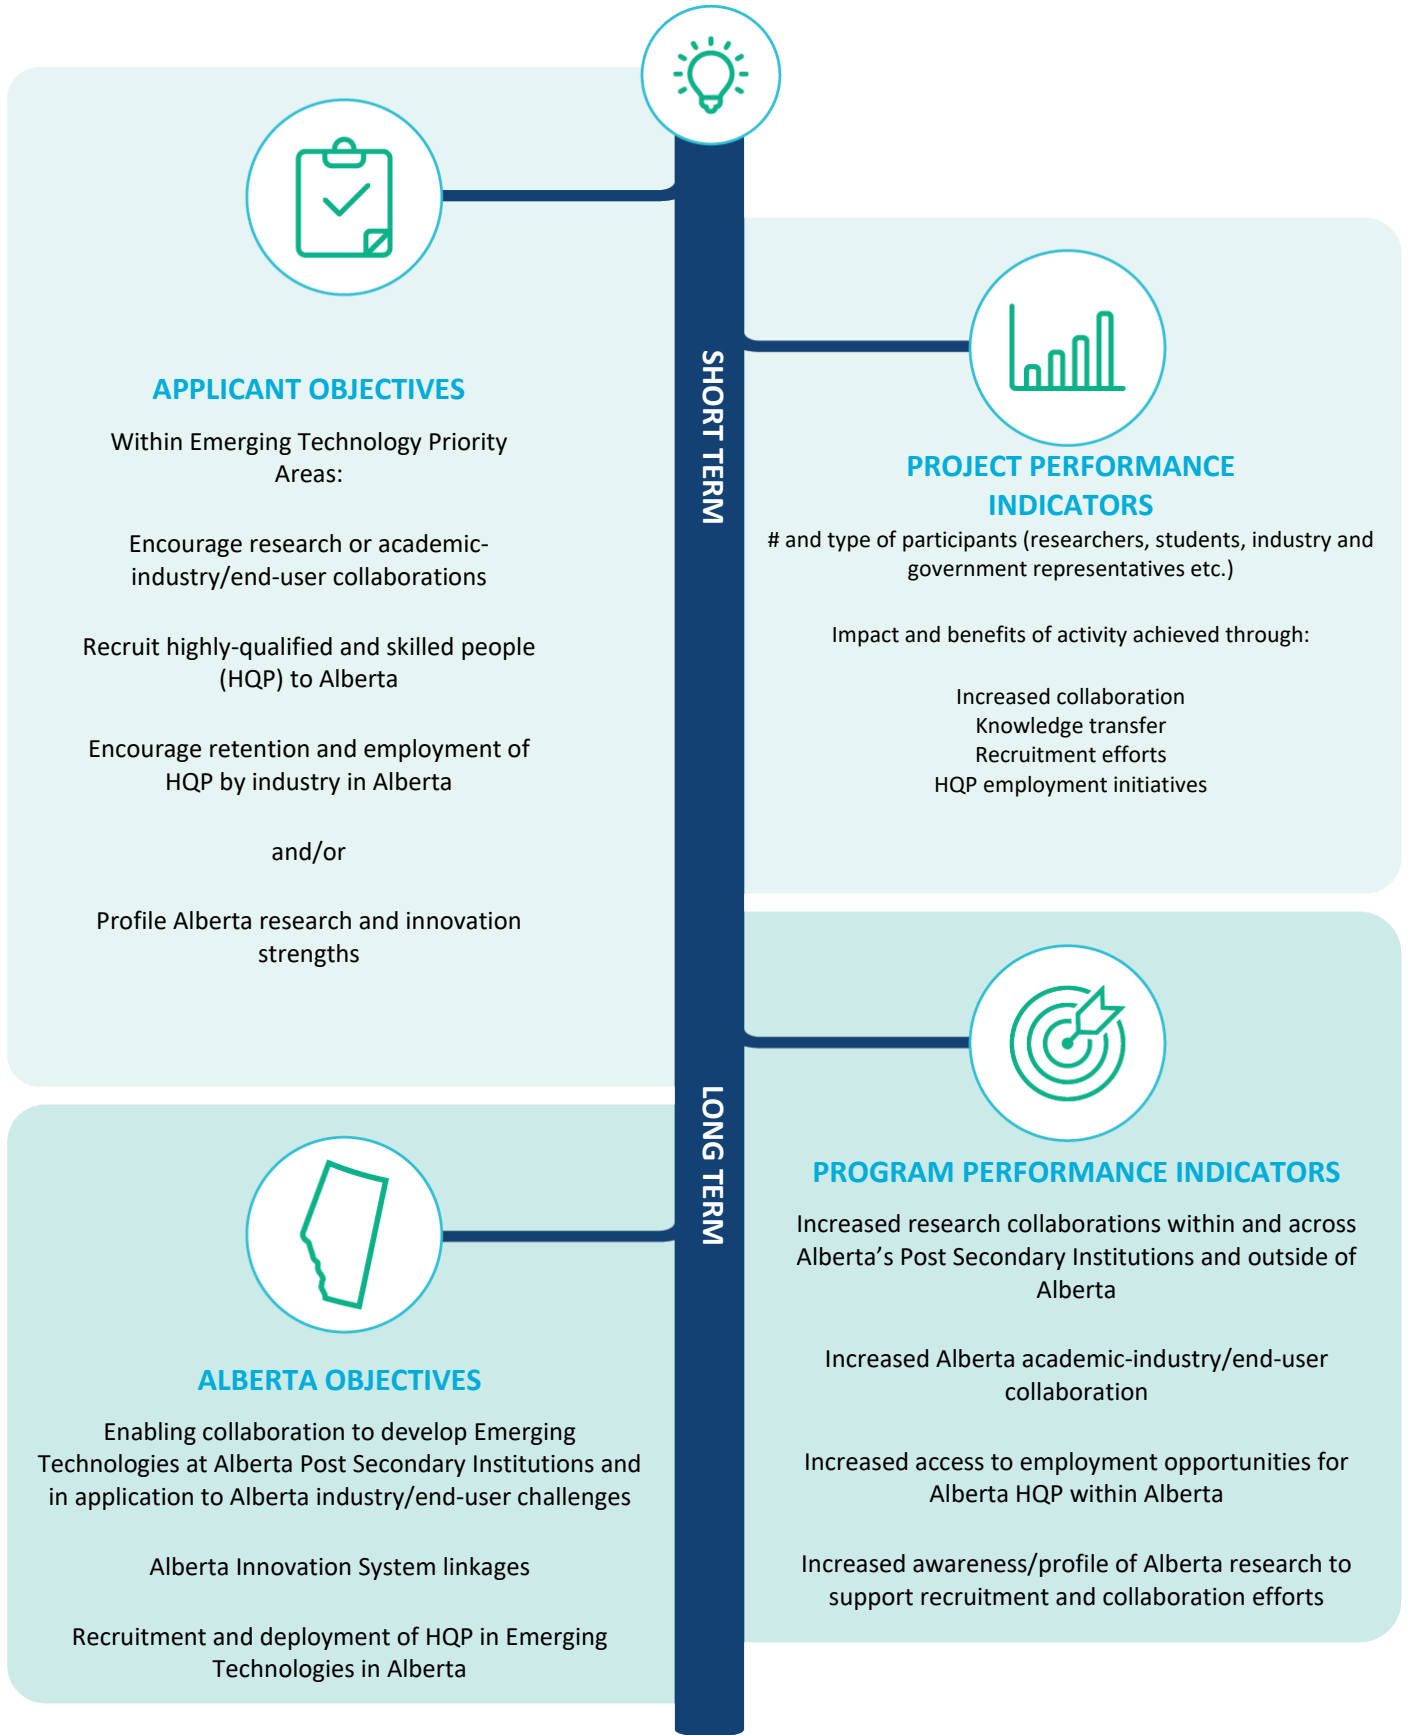 APPLICANT OBJECTIVES
Within Emerging Technology Priority
Areas:
Encourage research or academic-
industry/end-user collaborations
Recruit highly-qualified and skilled people
(HQP) to Alberta
Encourage retention and employment of
HQP by industry in Alberta
and/or
Profile Alberta research and innovation
strengths
SHORT TERM
PROJECT PERFORMANCE
INDICATORS
# and type of participants (researchers, students, industry and
government representatives etc.)
Impact and benefits of activity achieved through:
Increased collaboration
Knowledge transfer
Recruitment efforts
HQP employment initiatives
ALBERTA OBJECTIVES
Enabling collaboration to develop Emerging
Technologies at Alberta Post Secondary Institutions and
in application to Alberta industry/end-user challenges
Alberta Innovation System linkages
Recruitment and deployment of HQP in Emerging
Technologies in Alberta
LONG TERM
PROGRAM PERFORMANCE INDICATORS
Increased research collaborations within and across
Alberta’s Post Secondary Institutions and outside of
Alberta
Increased Alberta academic-industry/end-user
collaboration
Increased access to employment opportunities for
Alberta HQP within Alberta
Increased awareness/profile of Alberta research to
support recruitment and collaboration efforts